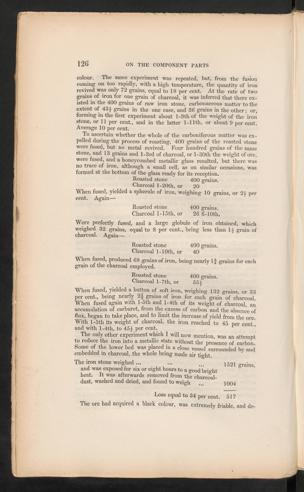 126 ON THE COMPONENT PARTS
colour. The same experiment was repeated, but, from the fusion
coming on too rapidly, with a high temperature, the quantity of iron
revived was only 72 grains, equal to 18 per cent. At the rate of two
grains of iron for one grain of charcoal, it was inferred that there ex-
isted in the 400 grains of raw iron stone, carbonaceous matter to the
extent of 43½ grains in the one case, and 36 grains in the other; or,
forming in the first experiment about 1-9th of the weight of the iron
stone, or 11 per cent., and in the latter 1-11th, or about 9 per cent.
Average 10 per cent.
To ascertain whether the whole of the carboniferous matter was ex-
pelled during the process of roasting, 400 grains of the roasted stone
were fused, but no metal revived. Four hundred grains of the same
stone, and 13 grains and 1-3rd of charcoal, or 1-30th the weight of ore,
were fused, and a honeycombed metallic glass resulted, but there was
no trace of iron, although a small cell, as on similar occasions, was
formed at the bottom of the glass ready for its reception.
Roasted stone 400 grains.
Charcoal 1-20th, or 20
When fused, yielded a spherule of iron, weighing 10 grains, or 2½ per
cent. Again—
Roasted stone 400 grains.
Charcoal 1-15th, or 26 6-10th.
Were perfectly fused, and a large globule of iron obtained, which
weighed 32 grains, equal to 8 per cent., being less than 1¼ grain of
charcoal. Again—
Roasted stone 400 grains.
Charcoal 1-10th, or 40
When fused, produced 68 grains of iron, being nearly 1¾ grains for each
grain of the charcoal employed.
Roasted stone 400 grains.
Charcoal 1-7th, or 55½
When fused, yielded a button of soft iron, weighing 132 grains, or 33
per cent., being nearly 2½ grains of iron for each grain of charcoal.
When fused again with 1-5th and 1-4th of its weight of charcoal, an
accumulation of carburet, from the excess of carbon and the absence of
flux, began to take place, and to limit the increase of yield from the ore.
With 1-5th its weight of charcoal, the iron reached to 45 per cent.,
and with 1-4th, to 45½ per cent.
The only other experiment which I will now mention, was an attempt
to reduce the iron into a metallic state without the presence of carbon.
Some of the lower bed was placed in a close vessel surrounded by and
embedded in charcoal, the whole being made air tight.
The iron stone weighed ... ... ... 1521 grains.
and was exposed for six or eight hours to a good bright
heat. It was afterwards removed from the charcoal-
dust, washed and dried, and found to weigh ... 1004
Loss equal to 34 per cent. 517
The ore had acquired a black colour, was extremely friable, and de-